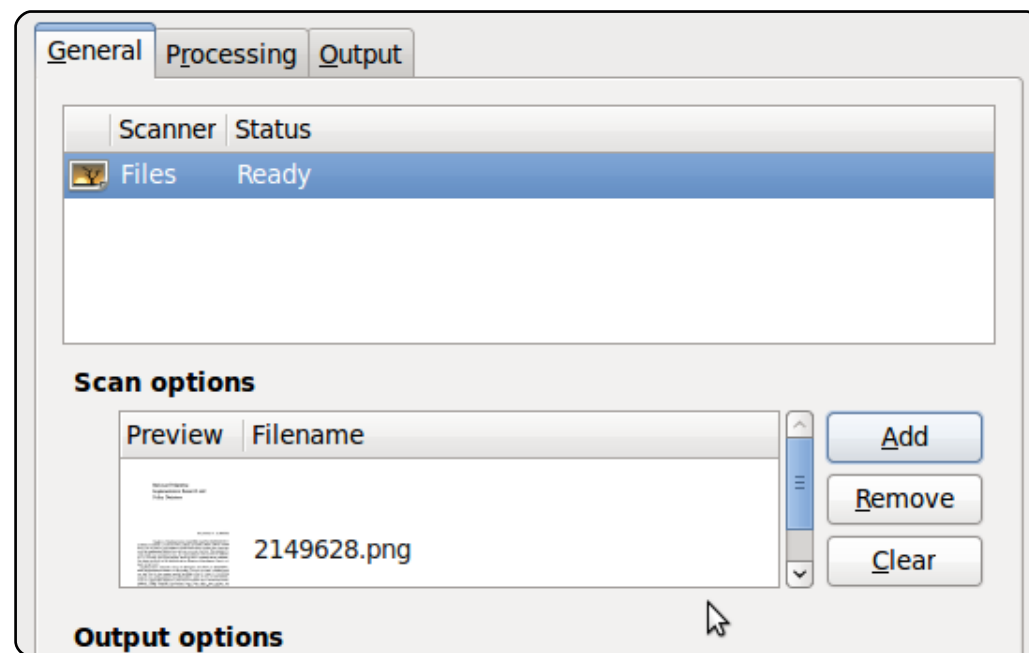 General Processing Output
Scanner Status
Files Ready
Scan options
Preview Filename
Add
Remove
2149628.png
Clear
Output options